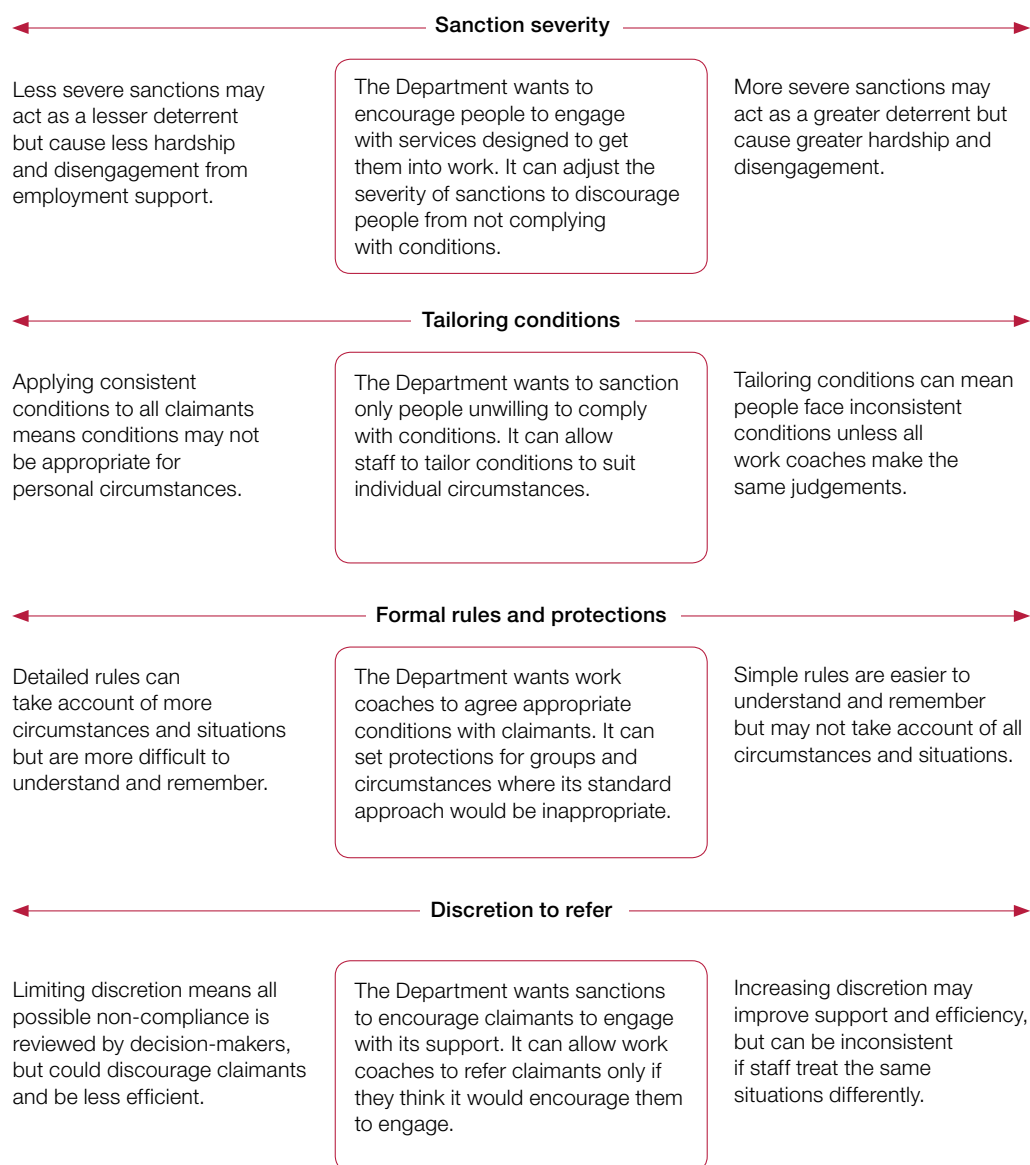 Sanction severity
Less severe sanctions may
act as a lesser deterrent
but cause less hardship
and disengagement from
employment support.
The Department wants to
encourage people to engage
with services designed to get
them into work. It can adjust the
severity of sanctions to discourage
people from not complying
with conditions.
More severe sanctions may
act as a greater deterrent but
cause greater hardship and
disengagement.
Tailoring conditions
Applying consistent
conditions to all claimants
means conditions may not
be appropriate for
personal circumstances.
The Department wants to sanction
only people unwilling to comply
with conditions. It can allow
staff to tailor conditions to suit
individual circumstances.
Tailoring conditions can mean
people face inconsistent
conditions unless all
work coaches make the
same judgements.
Formal rules and protections
Detailed rules can
take account of more
circumstances and situations
but are more difficult to
understand and remember.
The Department wants work
coaches to agree appropriate
conditions with claimants. It can
set protections for groups and
circumstances where its standard
approach would be inappropriate.
Simple rules are easier to
understand and remember
but may not take account of all
circumstances and situations.
Discretion to refer
Limiting discretion means all
possible non-compliance is
reviewed by decision-makers,
but could discourage claimants
and be less efficient.
The Department wants sanctions
to encourage claimants to engage
with its support. It can allow work
coaches to refer claimants only if
they think it would encourage them
to engage.
Increasing discretion may
improve support and efficiency,
but can be inconsistent
if staff treat the same
situations differently.